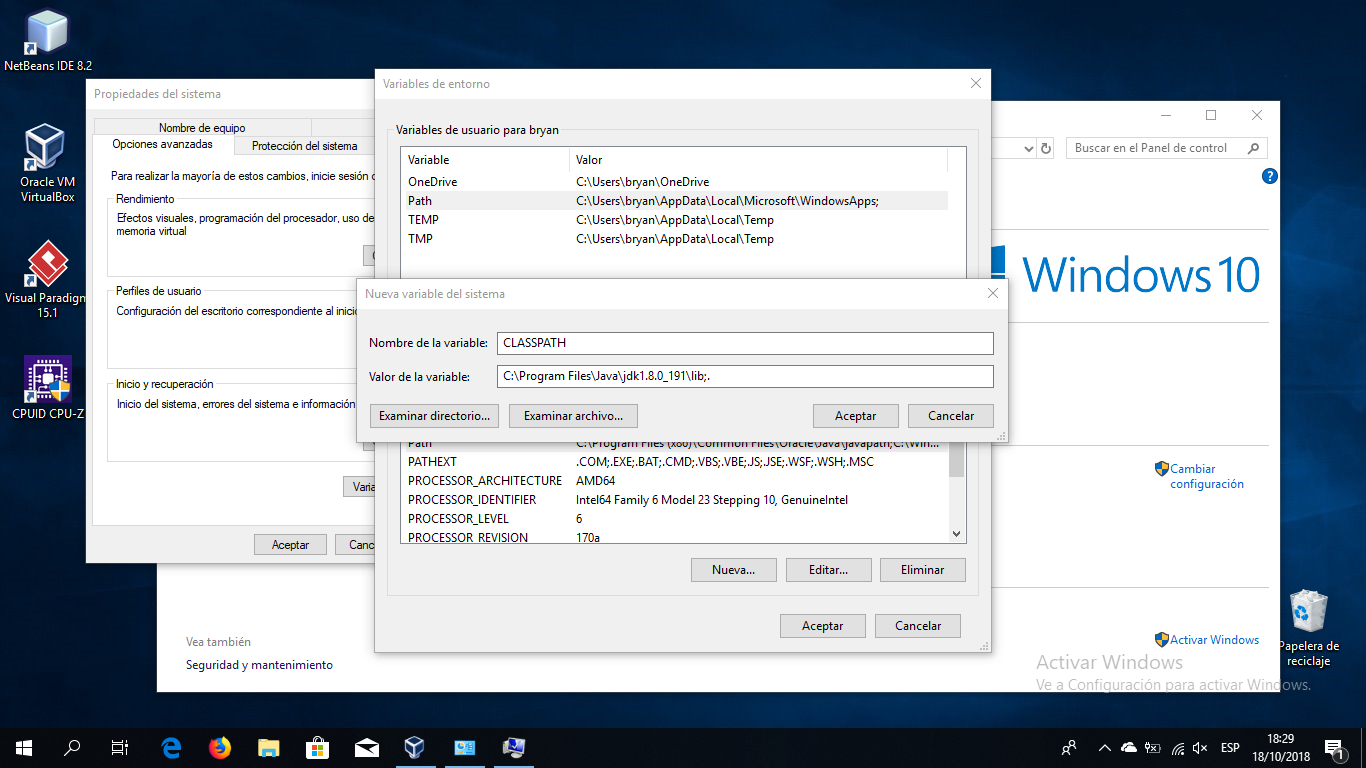 NetBeans IDE 8.2
Oracle VM
VirtualBox
Visual Paradigm
15.1
CPUID CPU-Z
Propiedades del sistema
Nombre de equipo
Opciones avanzadas
Protección del sistema
Para realizar la mayoría de estos cambios, inicie sesión
Rendimiento
Efectos visuales, programación del procesador, uso de
memoria virtual
Perfiles de usuario
Configuración del escritorio correspondiente al inicio
Inicio y recuperación
Inicio del sistema, errores del sistema e información
Varia
Aceptar
Canc
Variables de entorno
Variables de usuario para bryan
Variable Valor
OneDrive C:\Users\bryan\OneDrive
Path C:\Users\bryan\AppData\Local\Microsoft\WindowsApps;
TEMP C:\Users\bryan\AppData\Local\Temp
TMP C:\Users\bryan\AppData\Local\Temp
Nueva variable del sistema
Nombre de la variable: CLASSPATH
Valor de la variable: C:\Program Files\Java\jdk1.8.0_191\lib;.
Examinar directorio... Examinar archivo... Aceptar Cancelar
Path C:\Program Files (x86)\Common Files\Oracle\Java\javapath;C:\Win...
PATHEXT .COM;.EXE;.BAT;.CMD;.VBS;.VBE;.JS;.JSE;.WSF;.WSH;.MSC
PROCESSOR_ARCHITECTURE AMD64
PROCESSOR_IDENTIFIER Intel64 Family 6 Model 23 Stepping 10, GenuineIntel
PROCESSOR_LEVEL 6
PROCESSOR_REVISION 170a
Nueva... Editar... Eliminar
Aceptar Cancelar
Buscar en el Panel de control
Windows 10
Cambiar
configuración
Activar Windows
Vea también
Seguridad y mantenimiento
Activar Windows
Ve a Configuración para activar Windows.
Papelera de
reciclaje
ESP
18:29
18/10/2018
1